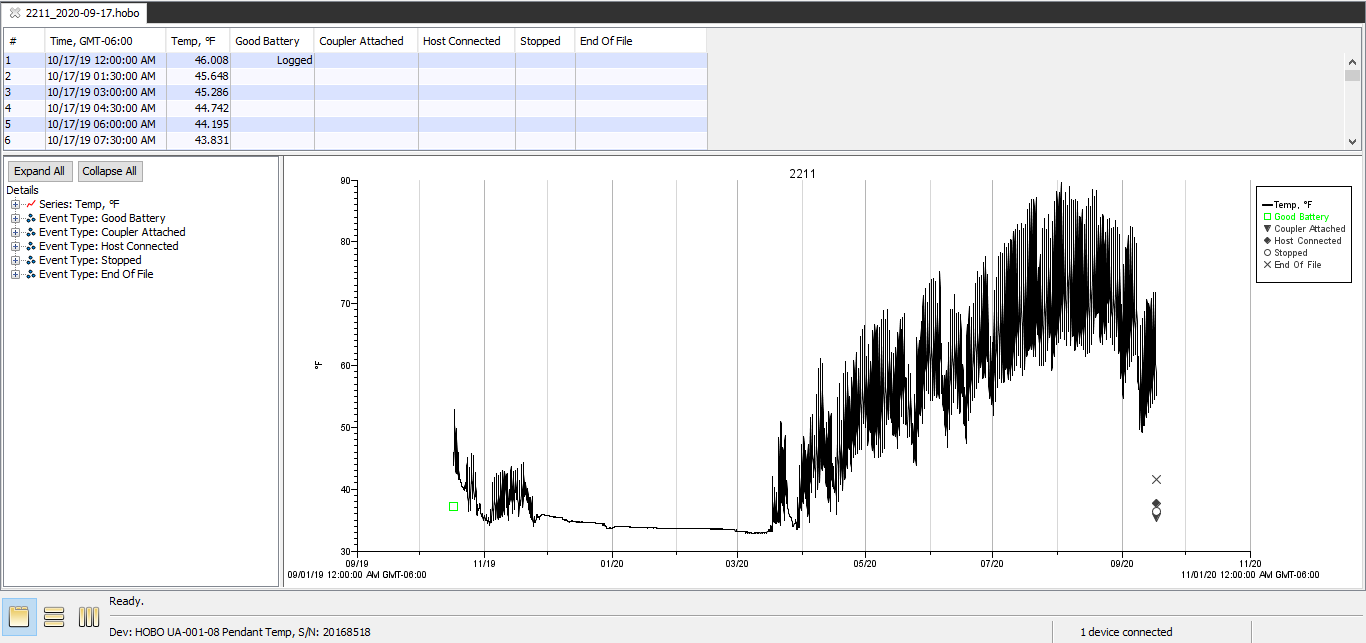 2211_2020-09-17.hobo
# Time, GMT-06:00 Temp, °F Good Battery Coupler Attached Host Connected Stopped End Of File
1 10/17/19 12:00:00 AM 46.008 Logged
2 10/17/19 01:30:00 AM 45.648
3 10/17/19 03:00:00 AM 45.286
4 10/17/19 04:30:00 AM 44.742
5 10/17/19 06:00:00 AM 44.195
6 10/17/19 07:30:00 AM 43.831
Expand All Collapse All
Details
Series: Temp, °F
Event Type: Good Battery
Event Type: Coupler Attached
Event Type: Host Connected
Event Type: Stopped
Event Type: End Of File
2211
90
80
70
60
50
40
30
°F
09/19 11/19 01/20 03/20 05/20 07/20 09/20 11/20
09/01/19 12:00:00 AM GMT-06:00 11/01/20 12:00:00 AM GMT-06:00
Temp, °F
Good Battery
Coupler Attached
Host Connected
Stopped
End Of File
Ready.
Dev: HOBO UA-001-08 Pendant Temp, S/N: 20168518
1 device connected